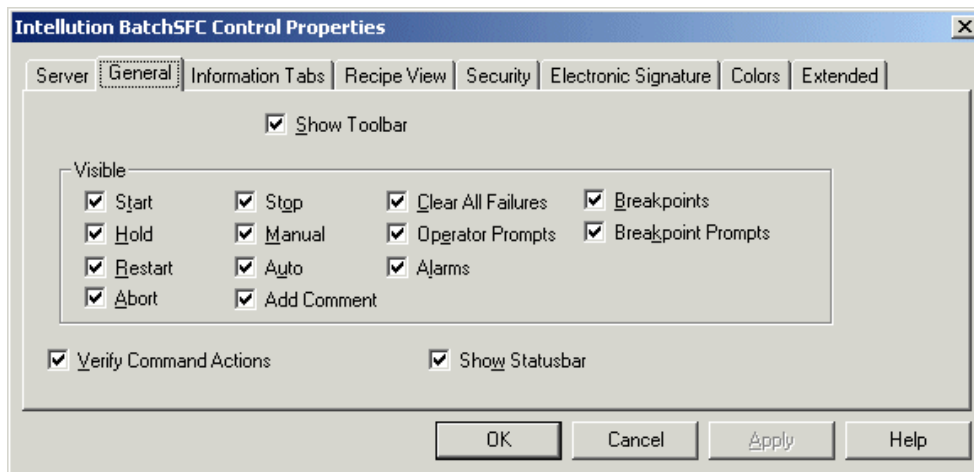 Intellution BatchSFC Control Properties
Server General Information Tabs Recipe View Security Electronic Signature Colors Extended
Show Toolbar
Visible
Start Stop Clear All Failures Breakpoints
Hold Manual Operator Prompts Breakpoint Prompts
Restart Auto Alarms
Abort Add Comment
Verify Command Actions Show Statusbar
OK Cancel Apply Help